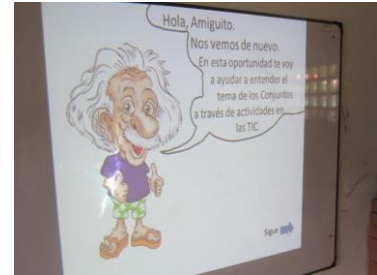 Hola, Amiguito.
Nos vemos de nuevo.
En esta oportunidad te voy
a ayudar a entender el
tema de los Conjuntos
a través de actividades en
las TIC.
Sigue